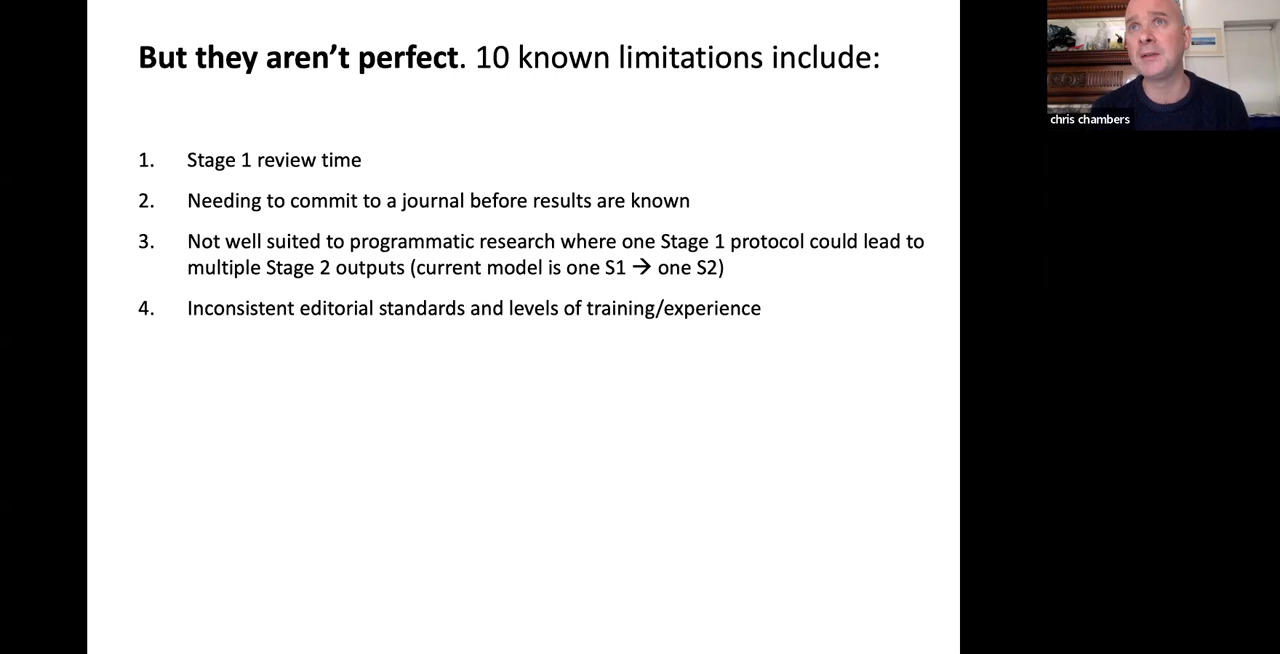 But they aren’t perfect. 10 known limitations include:
1. Stage 1 review time
2. Needing to commit to a journal before results are known
3. Not well suited to programmatic research where one Stage 1 protocol could lead to
multiple Stage 2 outputs (current model is one S1 → one S2)
4. Inconsistent editorial standards and levels of training/experience
chris chambers